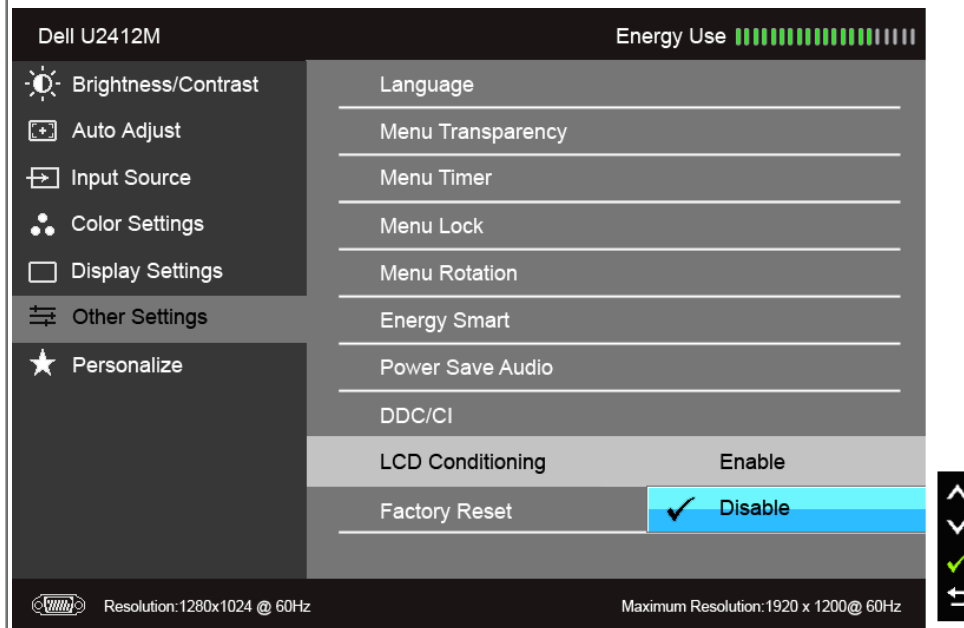 Dell U2412M
Energy Use
Brightness/Contrast
Auto Adjust
Input Source
Color Settings
Display Settings
Other Settings
Personalize
Language
Menu Transparency
Menu Timer
Menu Lock
Menu Rotation
Energy Smart
Power Save Audio
DDC/CI
LCD Conditioning
Enable
Factory Reset
Disable
Resolution:1280x1024 @ 60Hz
Maximum Resolution:1920 x 1200@ 60Hz